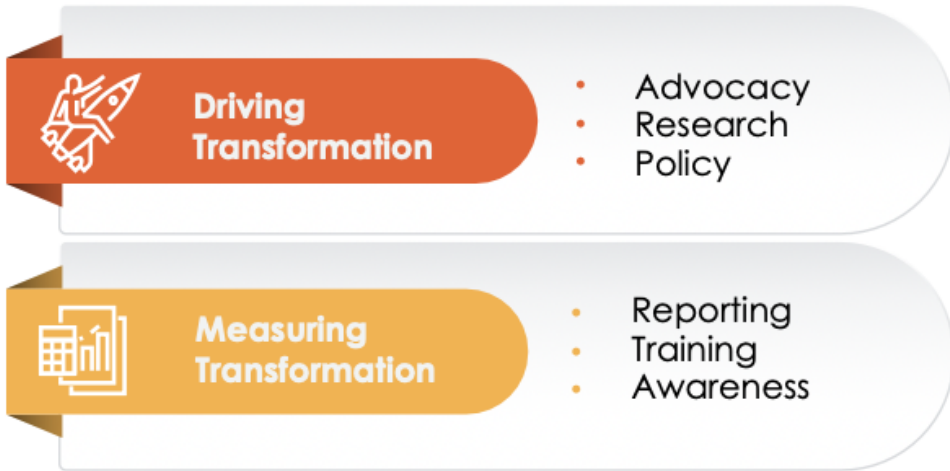 Driving
Transformation
• Advocacy
• Research
• Policy
Measuring
Transformation
• Reporting
• Training
• Awareness